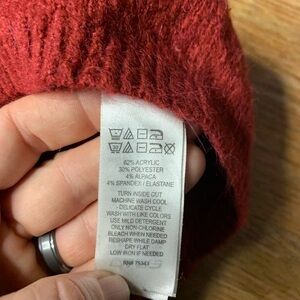 62% ACRYLIC
30% POLYESTER
4% ALPACA
4% SPANDEX / ELASTANE
TURN INSIDE OUT
MACHINE WASH COOL
- DELICATE CYCLE
WASH WITH LIKE COLORS
USE MILD DETERGENT
ONLY NON-CHLORINE
BLEACH WHEN NEEDED
RESHAPE WHILE DAMP
DRY FLAT
LOW IRON IF NEEDED
RN# 75343